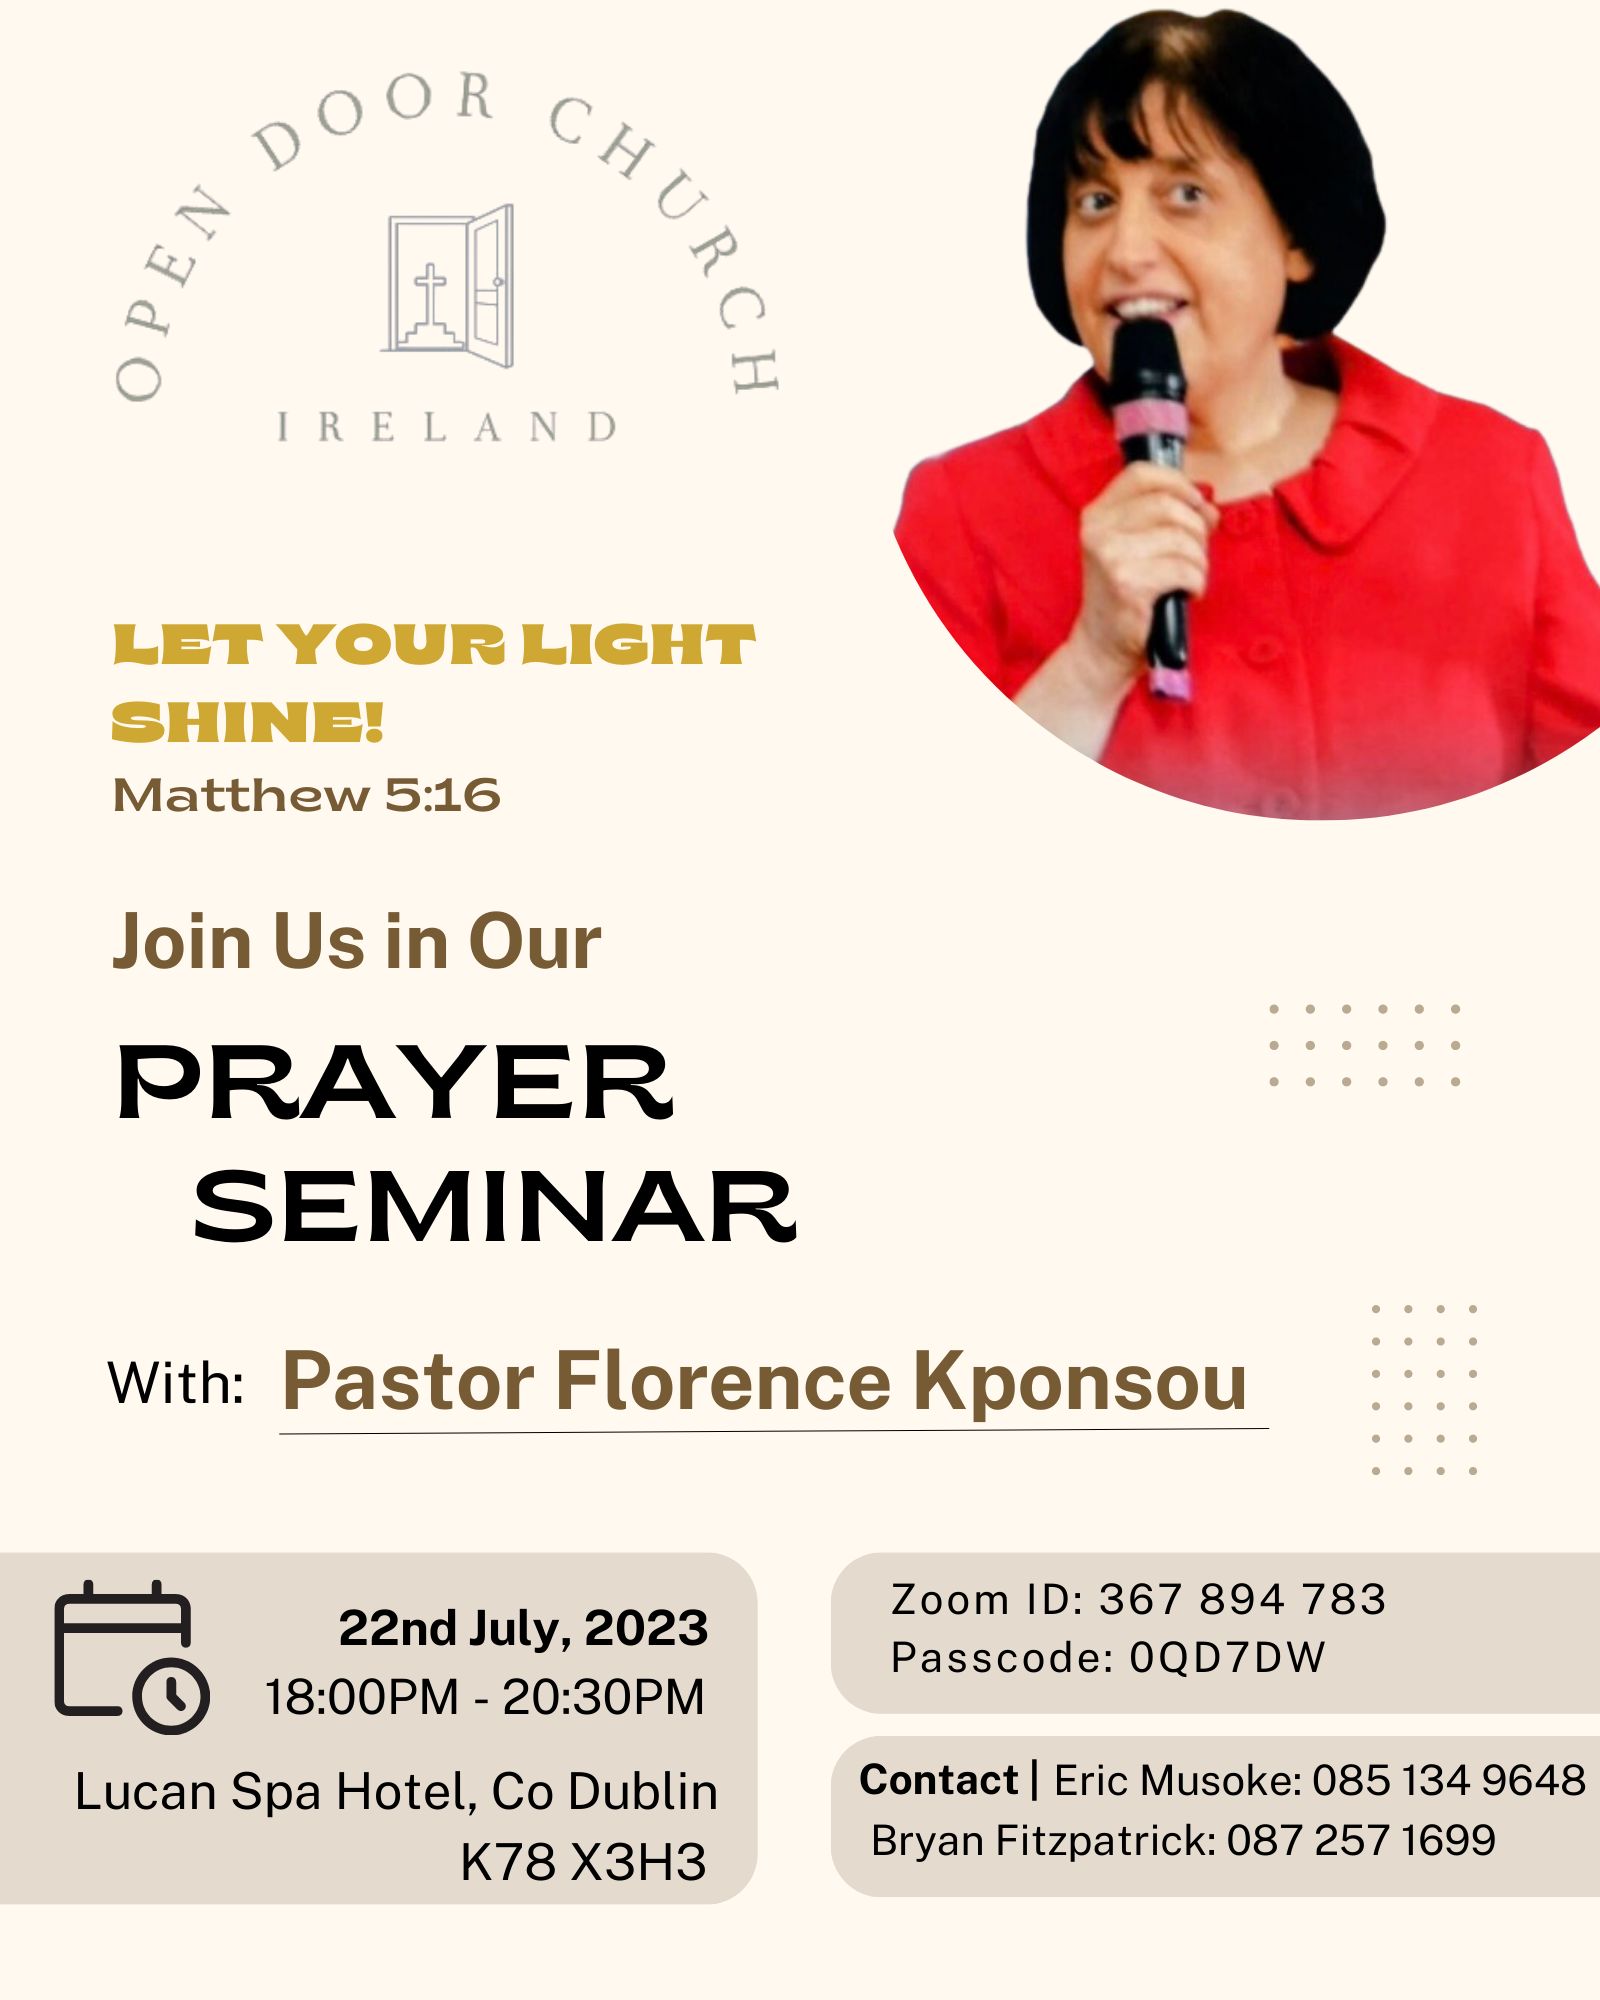 OPEN DOOR CHURCH
IRELAND
LET YOUR LIGHT
SHINE!
Matthew 5:16
Join Us in Our
PRAYER
SEMINAR
With: Pastor Florence Kponsou
22nd July, 2023
18:00PM - 20:30PM
Lucan Spa Hotel, Co Dublin
K78 X3H3
Zoom ID: 367 894 783
Passcode: 0QD7DW
Contact | Eric Musoke: 085 134 9648
Bryan Fitzpatrick: 087 257 1699